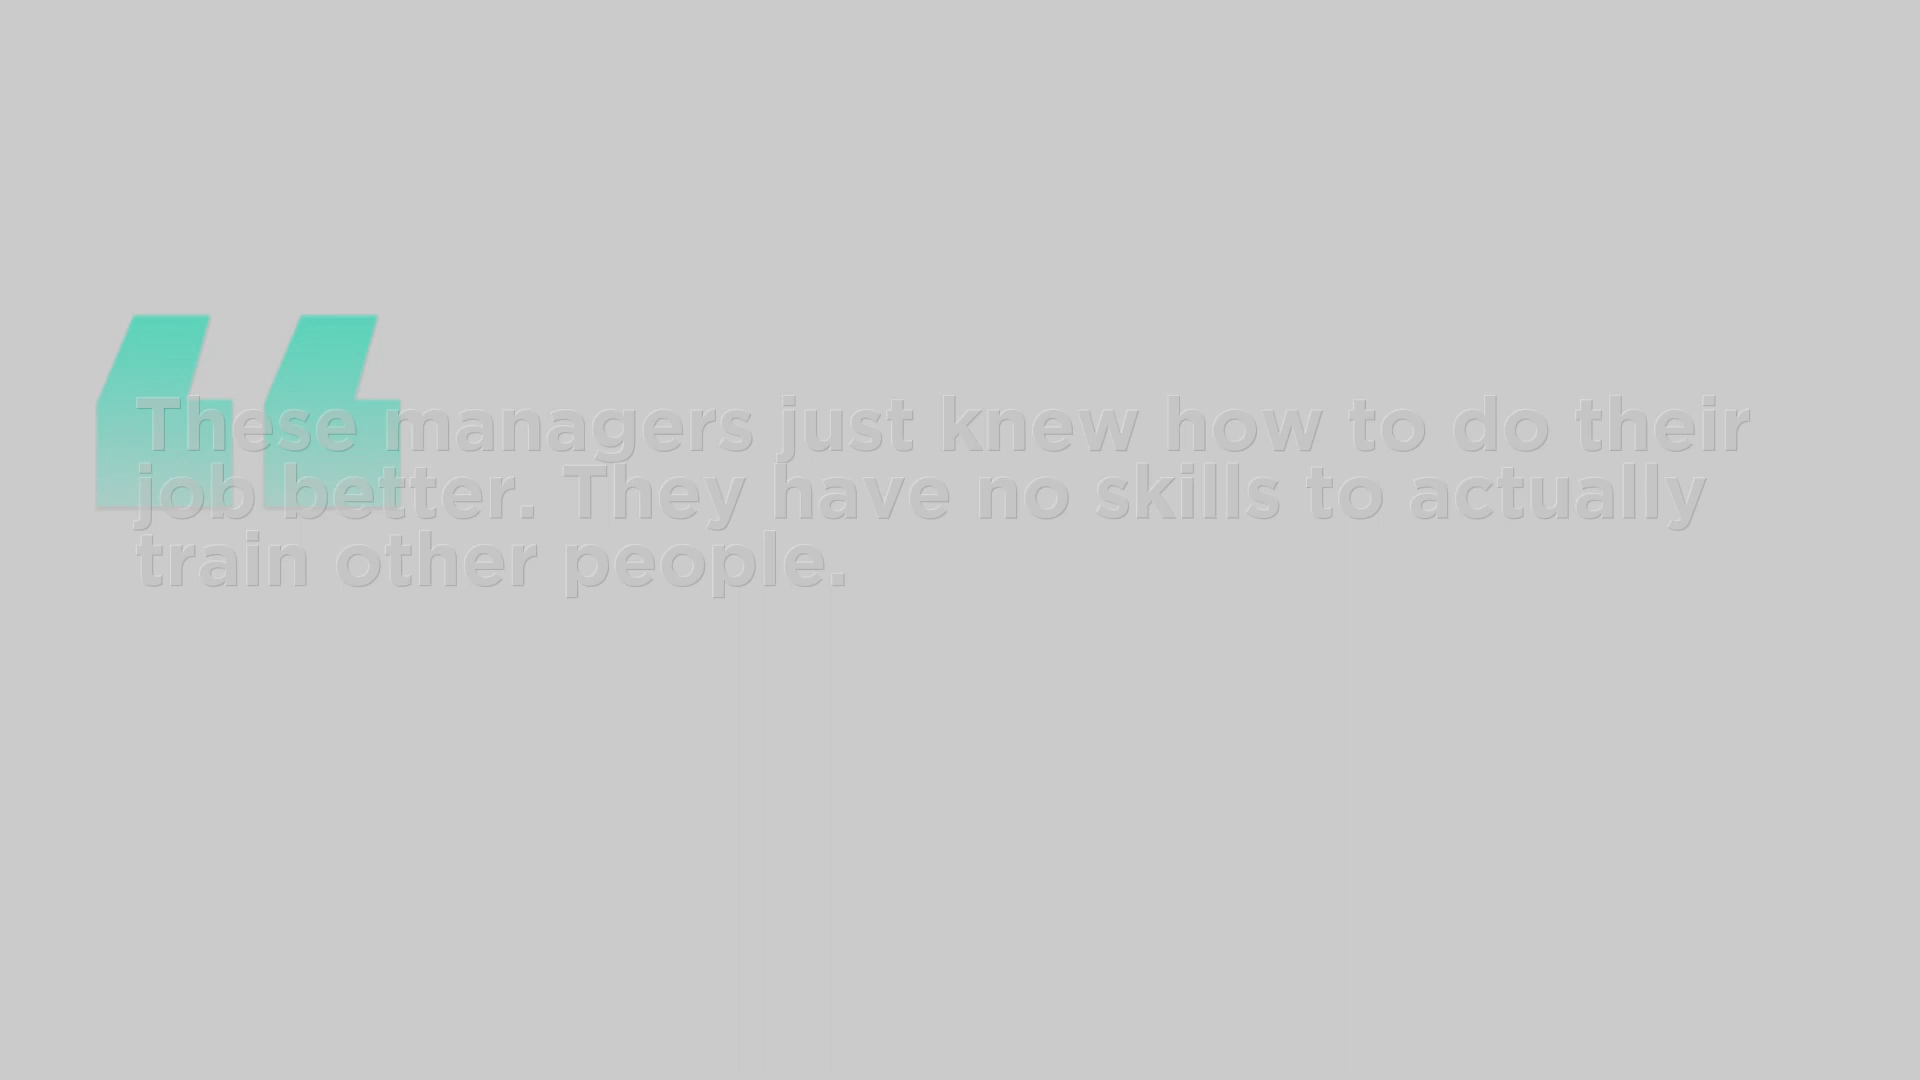 These managers just knew how to do their
job better. They have no skills to actually
train other people.